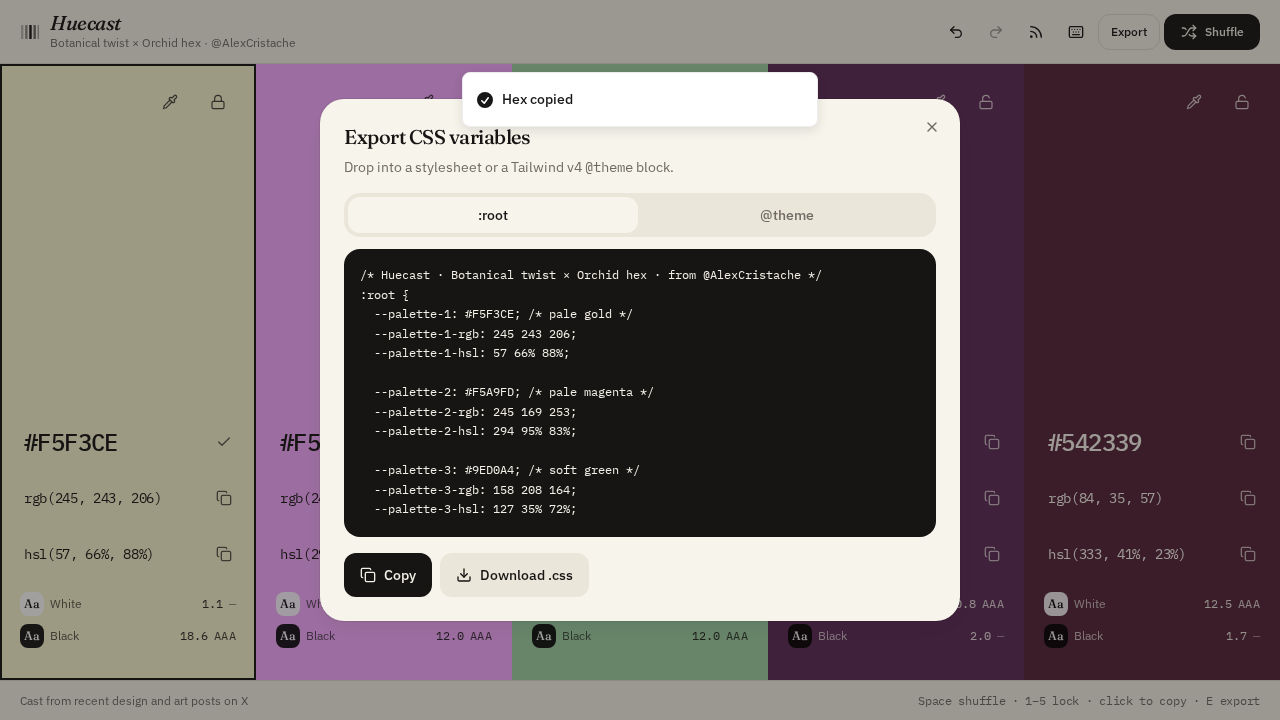 Huecast
Botanical twist × Orchid hex · @AlexCristache
Export
Shuffle
Hex copied
Export CSS variables
Drop into a stylesheet or a Tailwind v4 @theme block.
:root
@theme
/* Huecast · Botanical twist × Orchid hex · from @AlexCristache */
:root {
--palette-1: #F5F3CE; /* pale gold */
--palette-1-rgb: 245 243 206;
--palette-1-hsl: 57 66% 88%;
--palette-2: #F5A9FD; /* pale magenta */
--palette-2-rgb: 245 169 253;
--palette-2-hsl: 294 95% 83%;
--palette-3: #9ED0A4; /* soft green */
--palette-3-rgb: 158 208 164;
--palette-3-hsl: 127 35% 72%;
Copy
Download .css
#F5F3CE
rgb(245, 243, 206)
hsl(57, 66%, 88%)
Aa White 1.1 —
Aa Black 18.6 AAA
#F5
rgb(24
hsl(29
Aa Wh
Aa Black 12.0 AAA
Aa Black 12.0 AAA
0.8 AAA
Aa Black 2.0 —
#542339
rgb(84, 35, 57)
hsl(333, 41%, 23%)
Aa White 12.5 AAA
Aa Black 1.7 —
Cast from recent design and art posts on X
Space shuffle · 1–5 lock · click to copy · E export